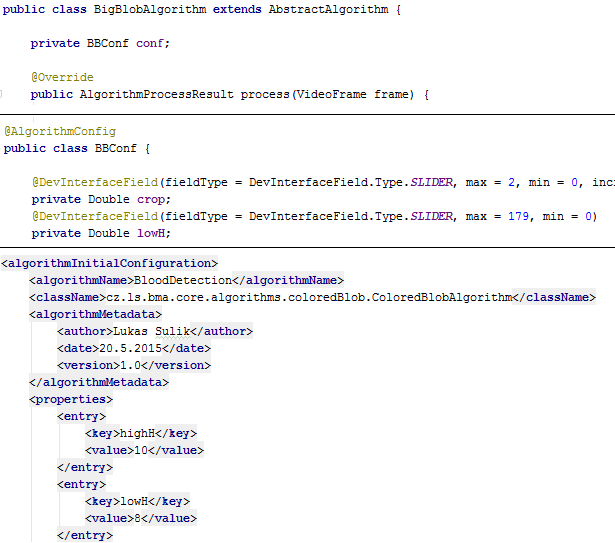 public class BigBlobAlgorithm extends AbstractAlgorithm {
private BBConf conf;
@Override
public AlgorithmProcessResult process(VideoFrame frame) {
@AlgorithmConfig
public class BBConf {
@DevInterfaceField(fieldType = DevInterfaceField.Type.SLIDER, max = 2, min = 0, inc
private Double crop;
@DevInterfaceField(fieldType = DevInterfaceField.Type.SLIDER, max = 179, min = 0)
private Double lowH;
<algorithmInitialConfiguration>
<algorithmName>BloodDetection</algorithmName>
<className>cz.ls.bma.core.algorithms.coloredBlob.ColoredBlobAlgorithm</className>
<algorithmMetadata>
<author>Lukas Sulik</author>
<date>20.5.2015</date>
<version>1.0</version>
</algorithmMetadata>
<properties>
<entry>
<key>highH</key>
<value>10</value>
</entry>
<entry>
<key>lowH</key>
<value>8</value>
</entry>